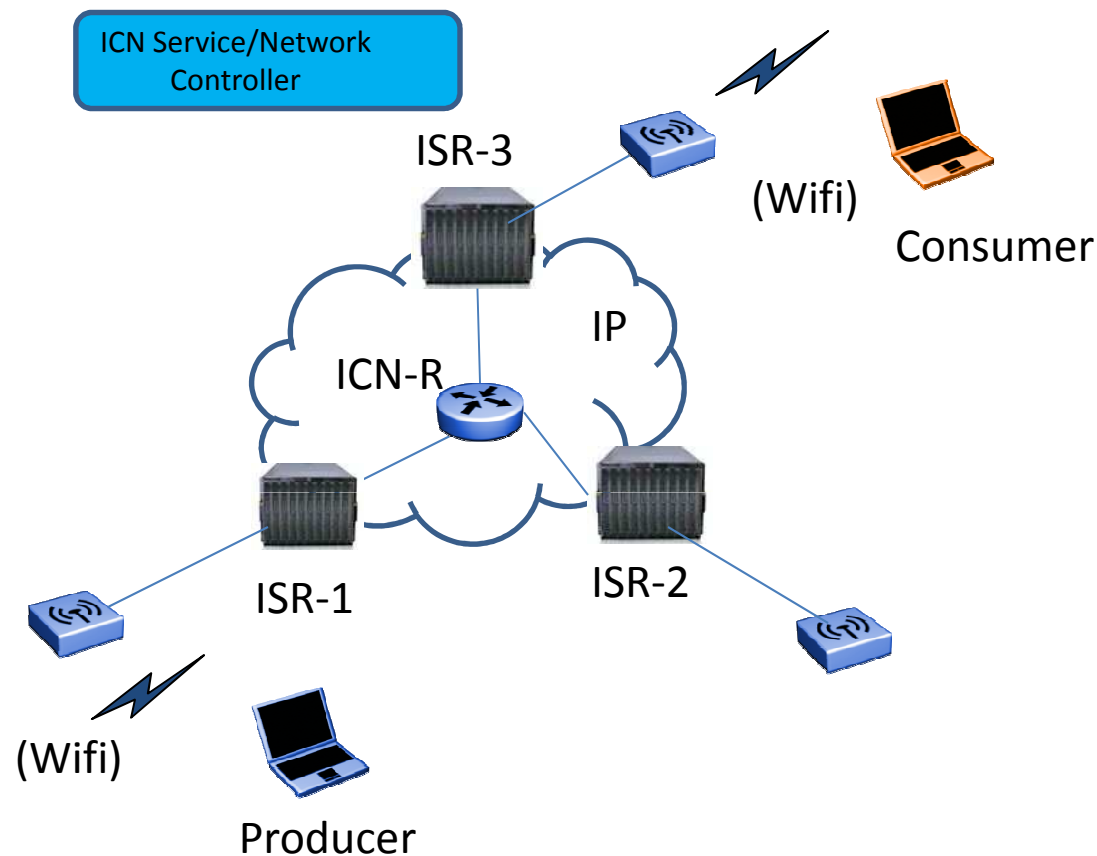 ICN Service/Network
Controller
ISR-3
(Wifi)
Consumer
IP
ICN-R
ISR-1
ISR-2
(Wifi)
Producer